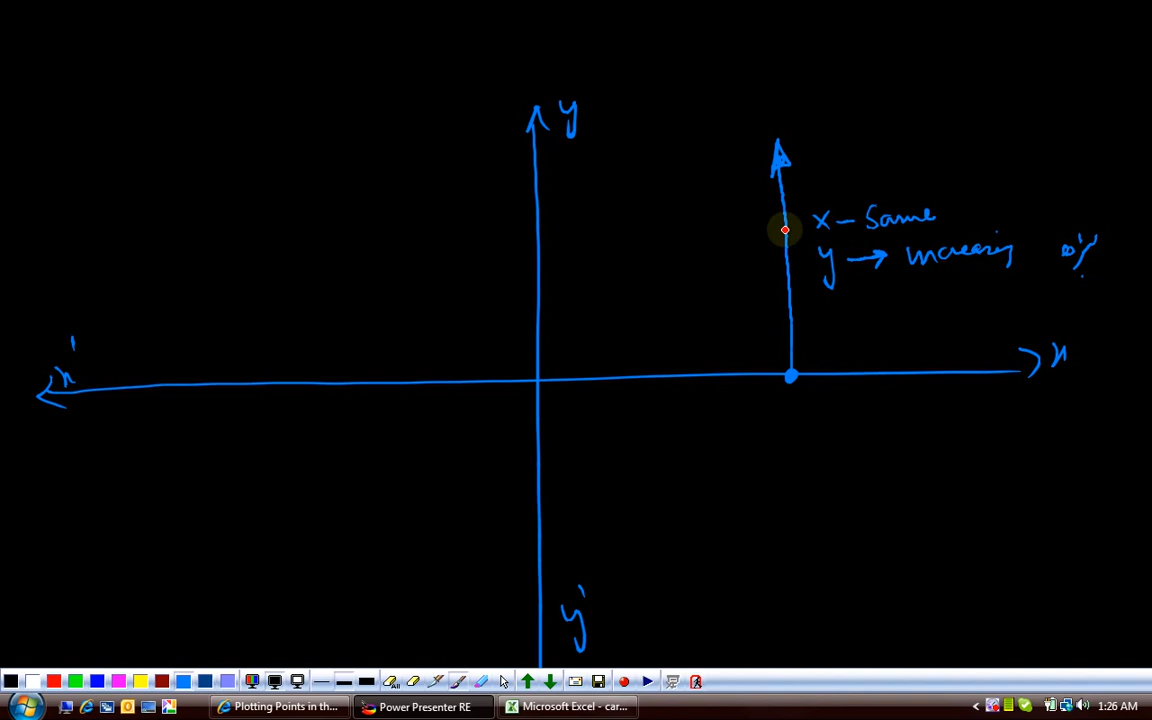 y
x - Same
y → increasing
x
x'
y'
Plotting Points in th...
Power Presenter RE
Microsoft Excel - car...
1:26 AM